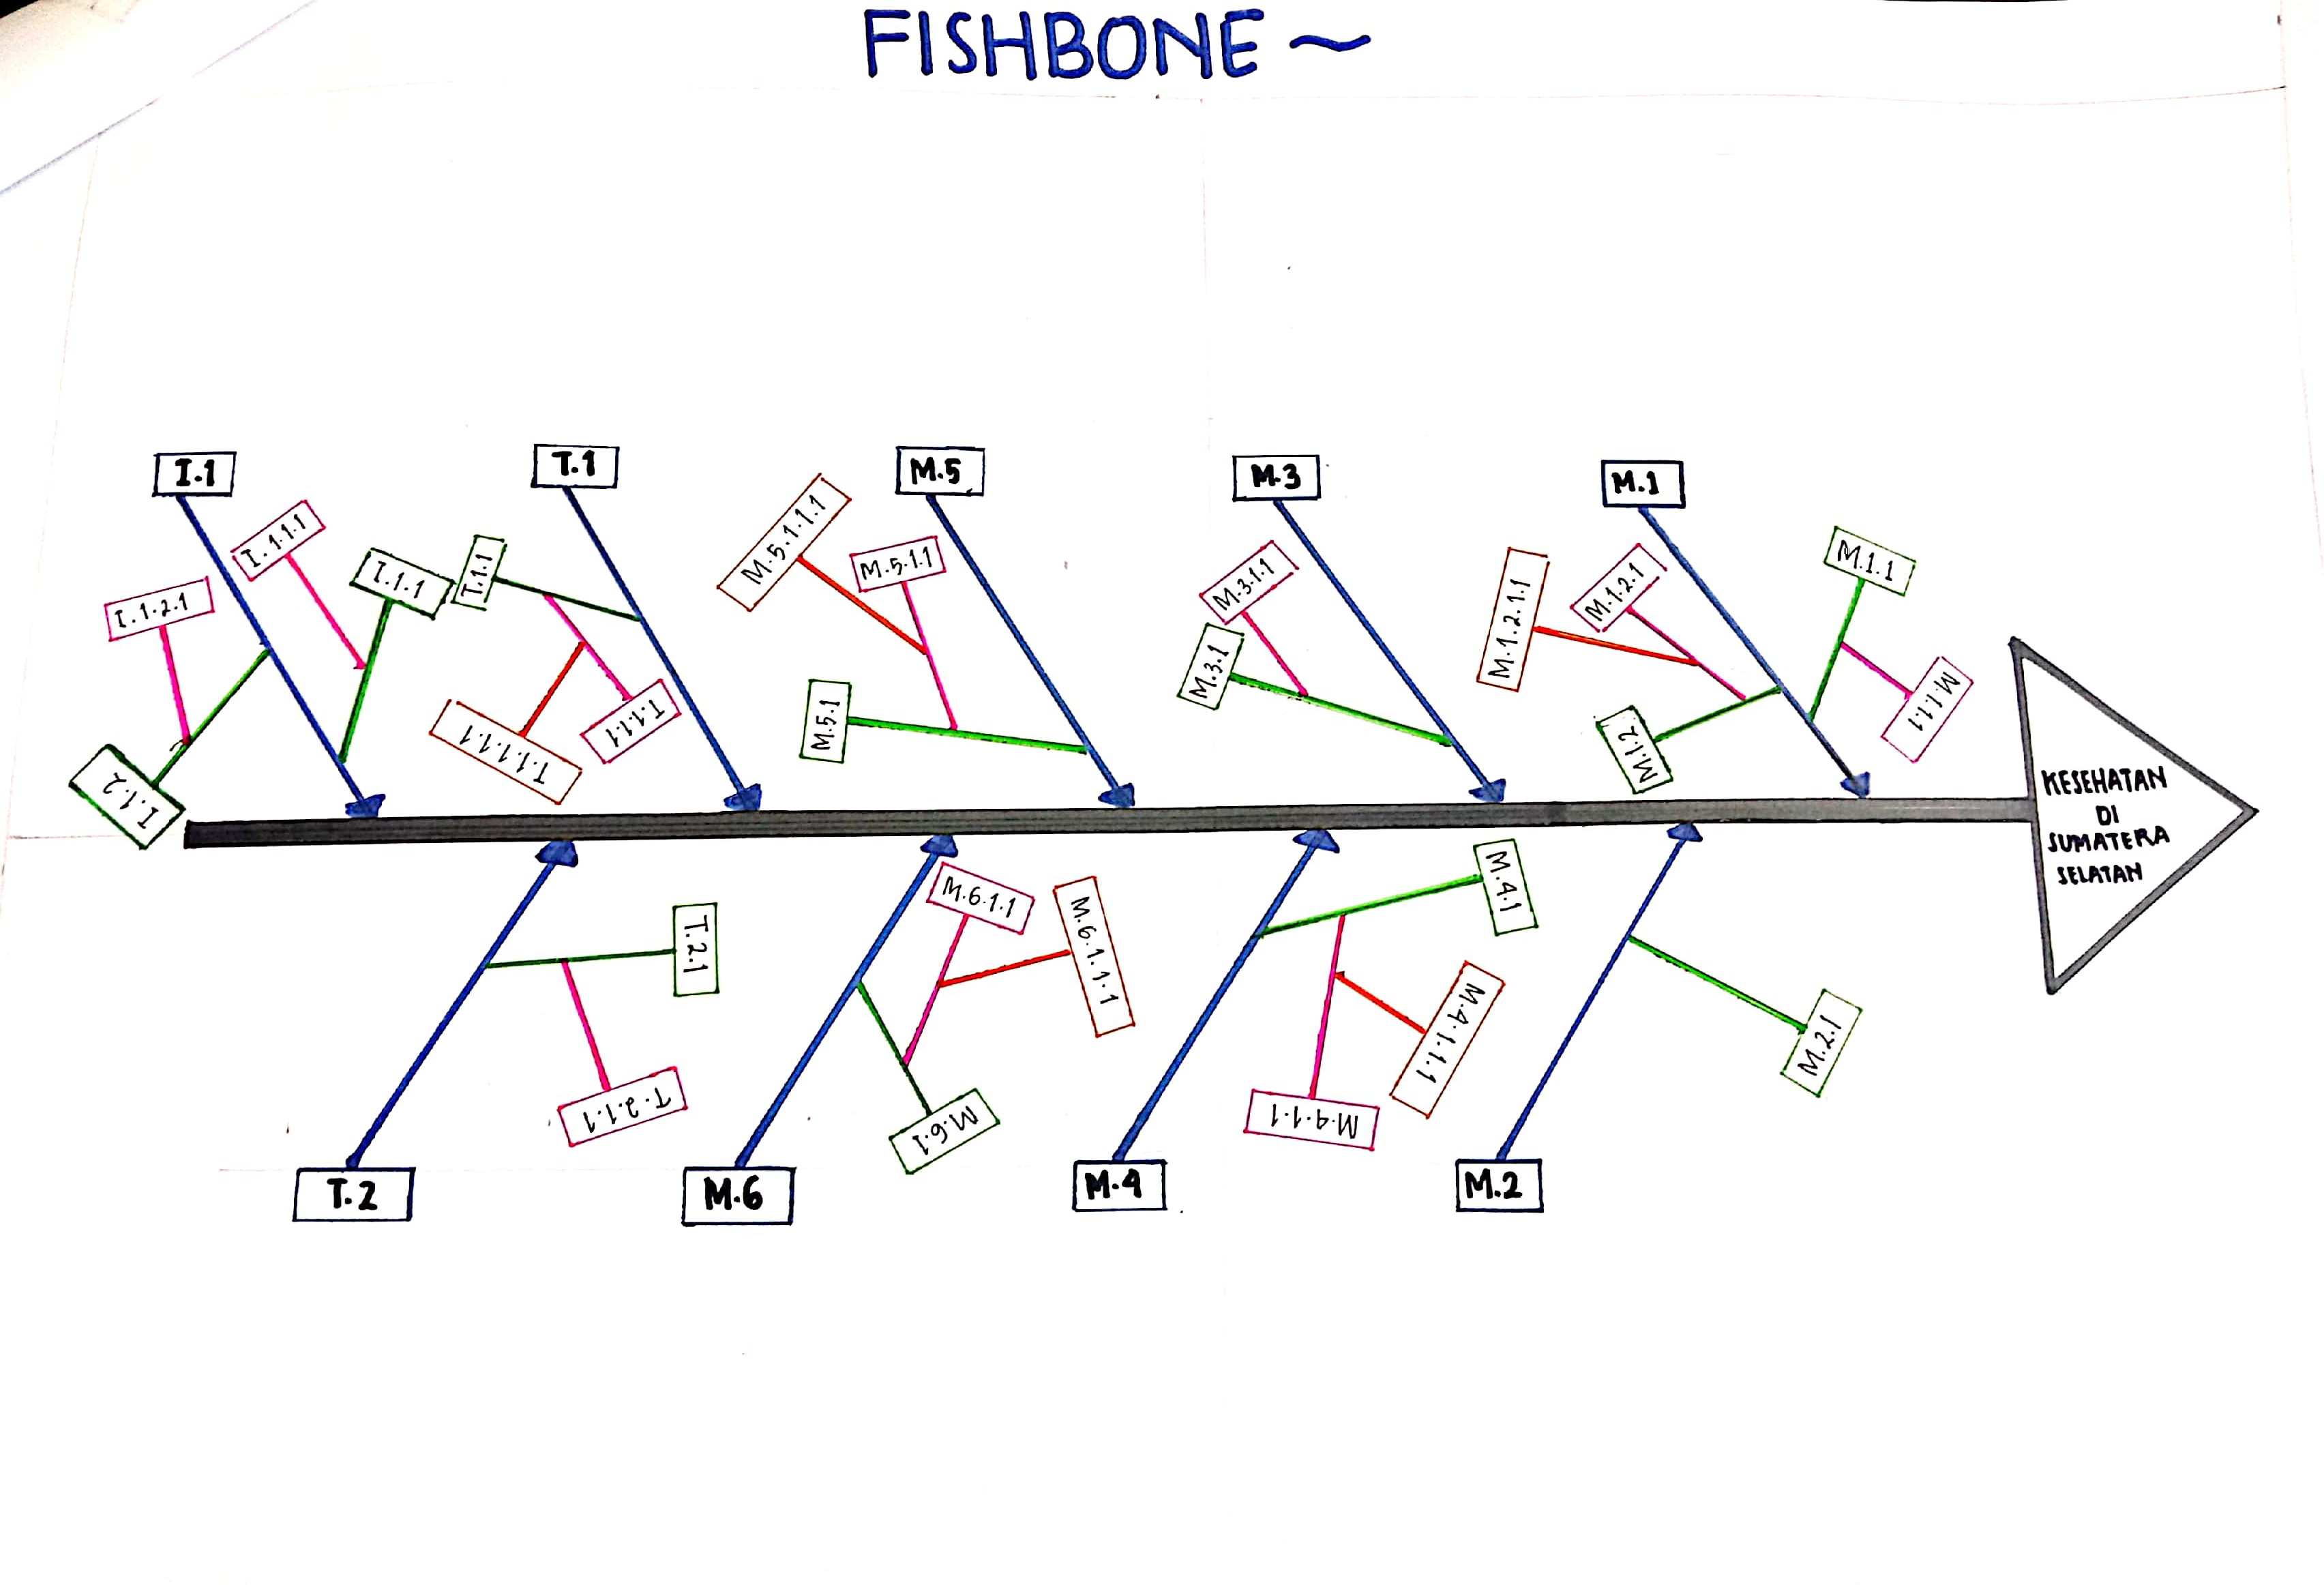 FISHBONE ~
I.1
T.1
M.5
M.3
M.1
I.1.1.1
I.1.2.1
I.1.1
I.1.2
T.1.1
T.1.1.1
T.1.1.1.1
M.5.1.1.1
M.5.1.1
M.5.1
M.3.1.1
M.3.1
M.1.2.1.1
M.1.2.1
M.1.2
M.1.1
M.1.1.1
KESEHATAN
DI
SUMATERA
SELATAN
T.2.1
T.2.1.1
M.6.1.1
M.6.1.1.1
M.6.1
M.4.1
M.4.1.1.1
M.4.1.1
M.2.1
T.2
M.6
M.4
M.2